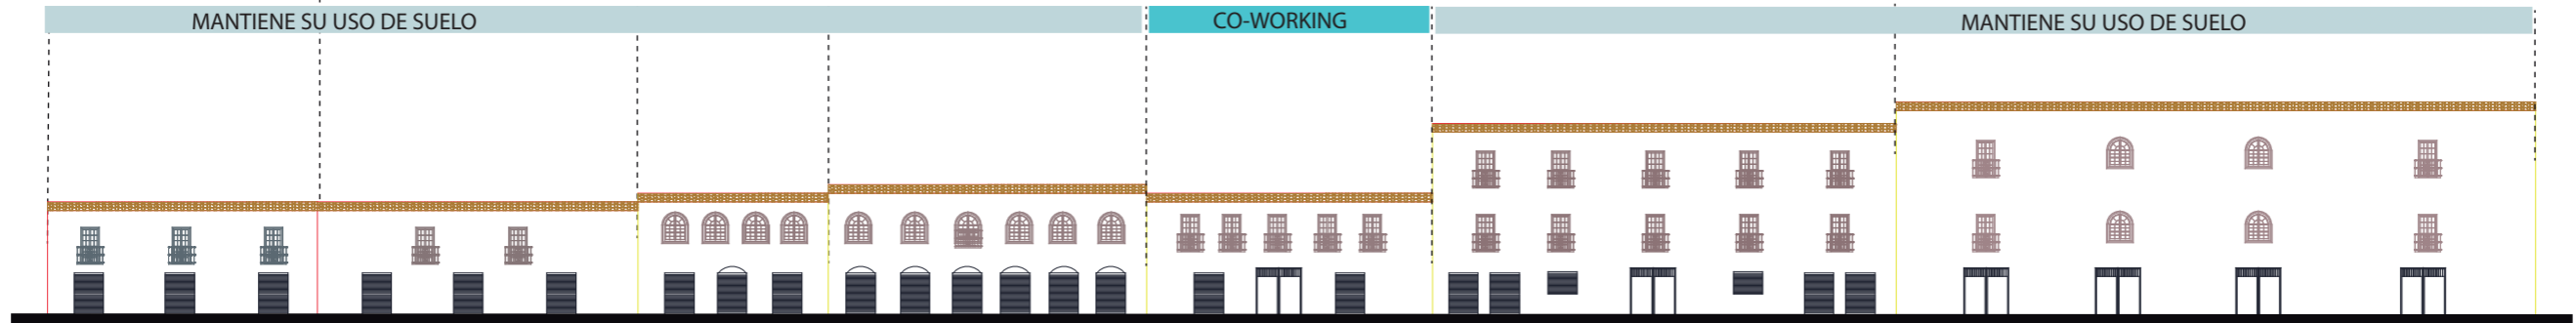 MANTIENE SU USO DE SUELO
CO-WORKING
MANTIENE SU USO DE SUELO